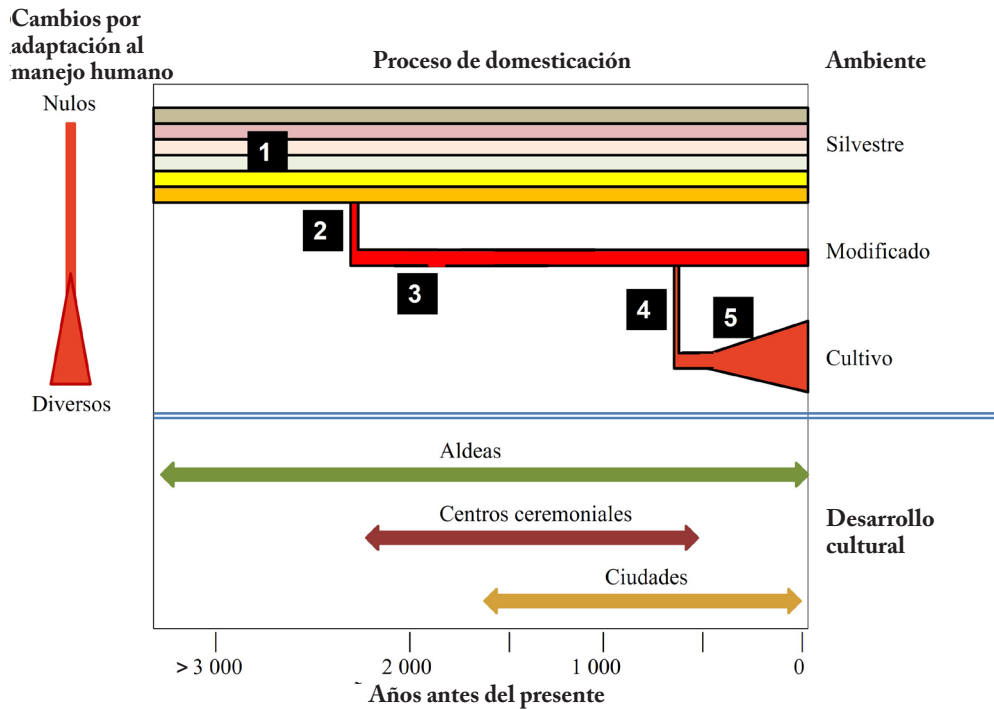 Cambios por
adaptación al
manejo humano
Proceso de domesticación
Ambiente
Nulos
Silvestre
1
2
Modificado
3
4
5
Cultivo
Diversos
Aldeas
Centros ceremoniales
Desarrollo
cultural
Ciudades
> 3 000
2 000
1 000
0
Años antes del presente